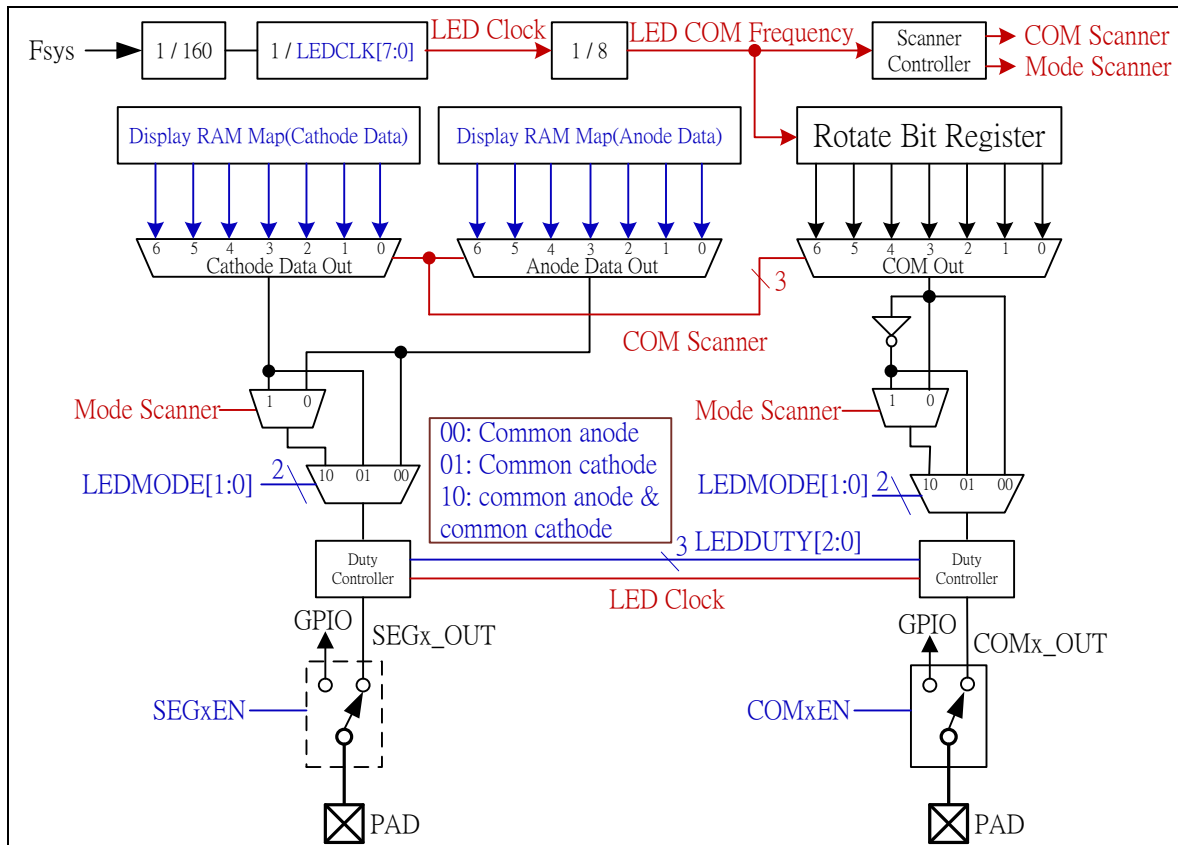 Fsys
1 / 160
1 / LEDCLK[7:0]
LED Clock
1 / 8
LED COM Frequency
Scanner
Controller
COM Scanner
Mode Scanner
Display RAM Map(Cathode Data)
Display RAM Map(Anode Data)
Rotate Bit Register
6 5 4 3 2 1 0
Cathode Data Out
6 5 4 3 2 1 0
Anode Data Out
6 5 4 3 2 1 0
COM Out
3
COM Scanner
Mode Scanner
1 0
Mode Scanner
1 0
00: Common anode
01: Common cathode
10: common anode &
common cathode
LEDMODE[1:0]
2
10 01 00
LEDMODE[1:0]
2
10 01 00
Duty
Controller
3
LEDDUTY[2:0]
LED Clock
Duty
Controller
GPIO
SEGx_OUT
GPIO
COMx_OUT
SEGxEN
COMxEN
PAD
PAD